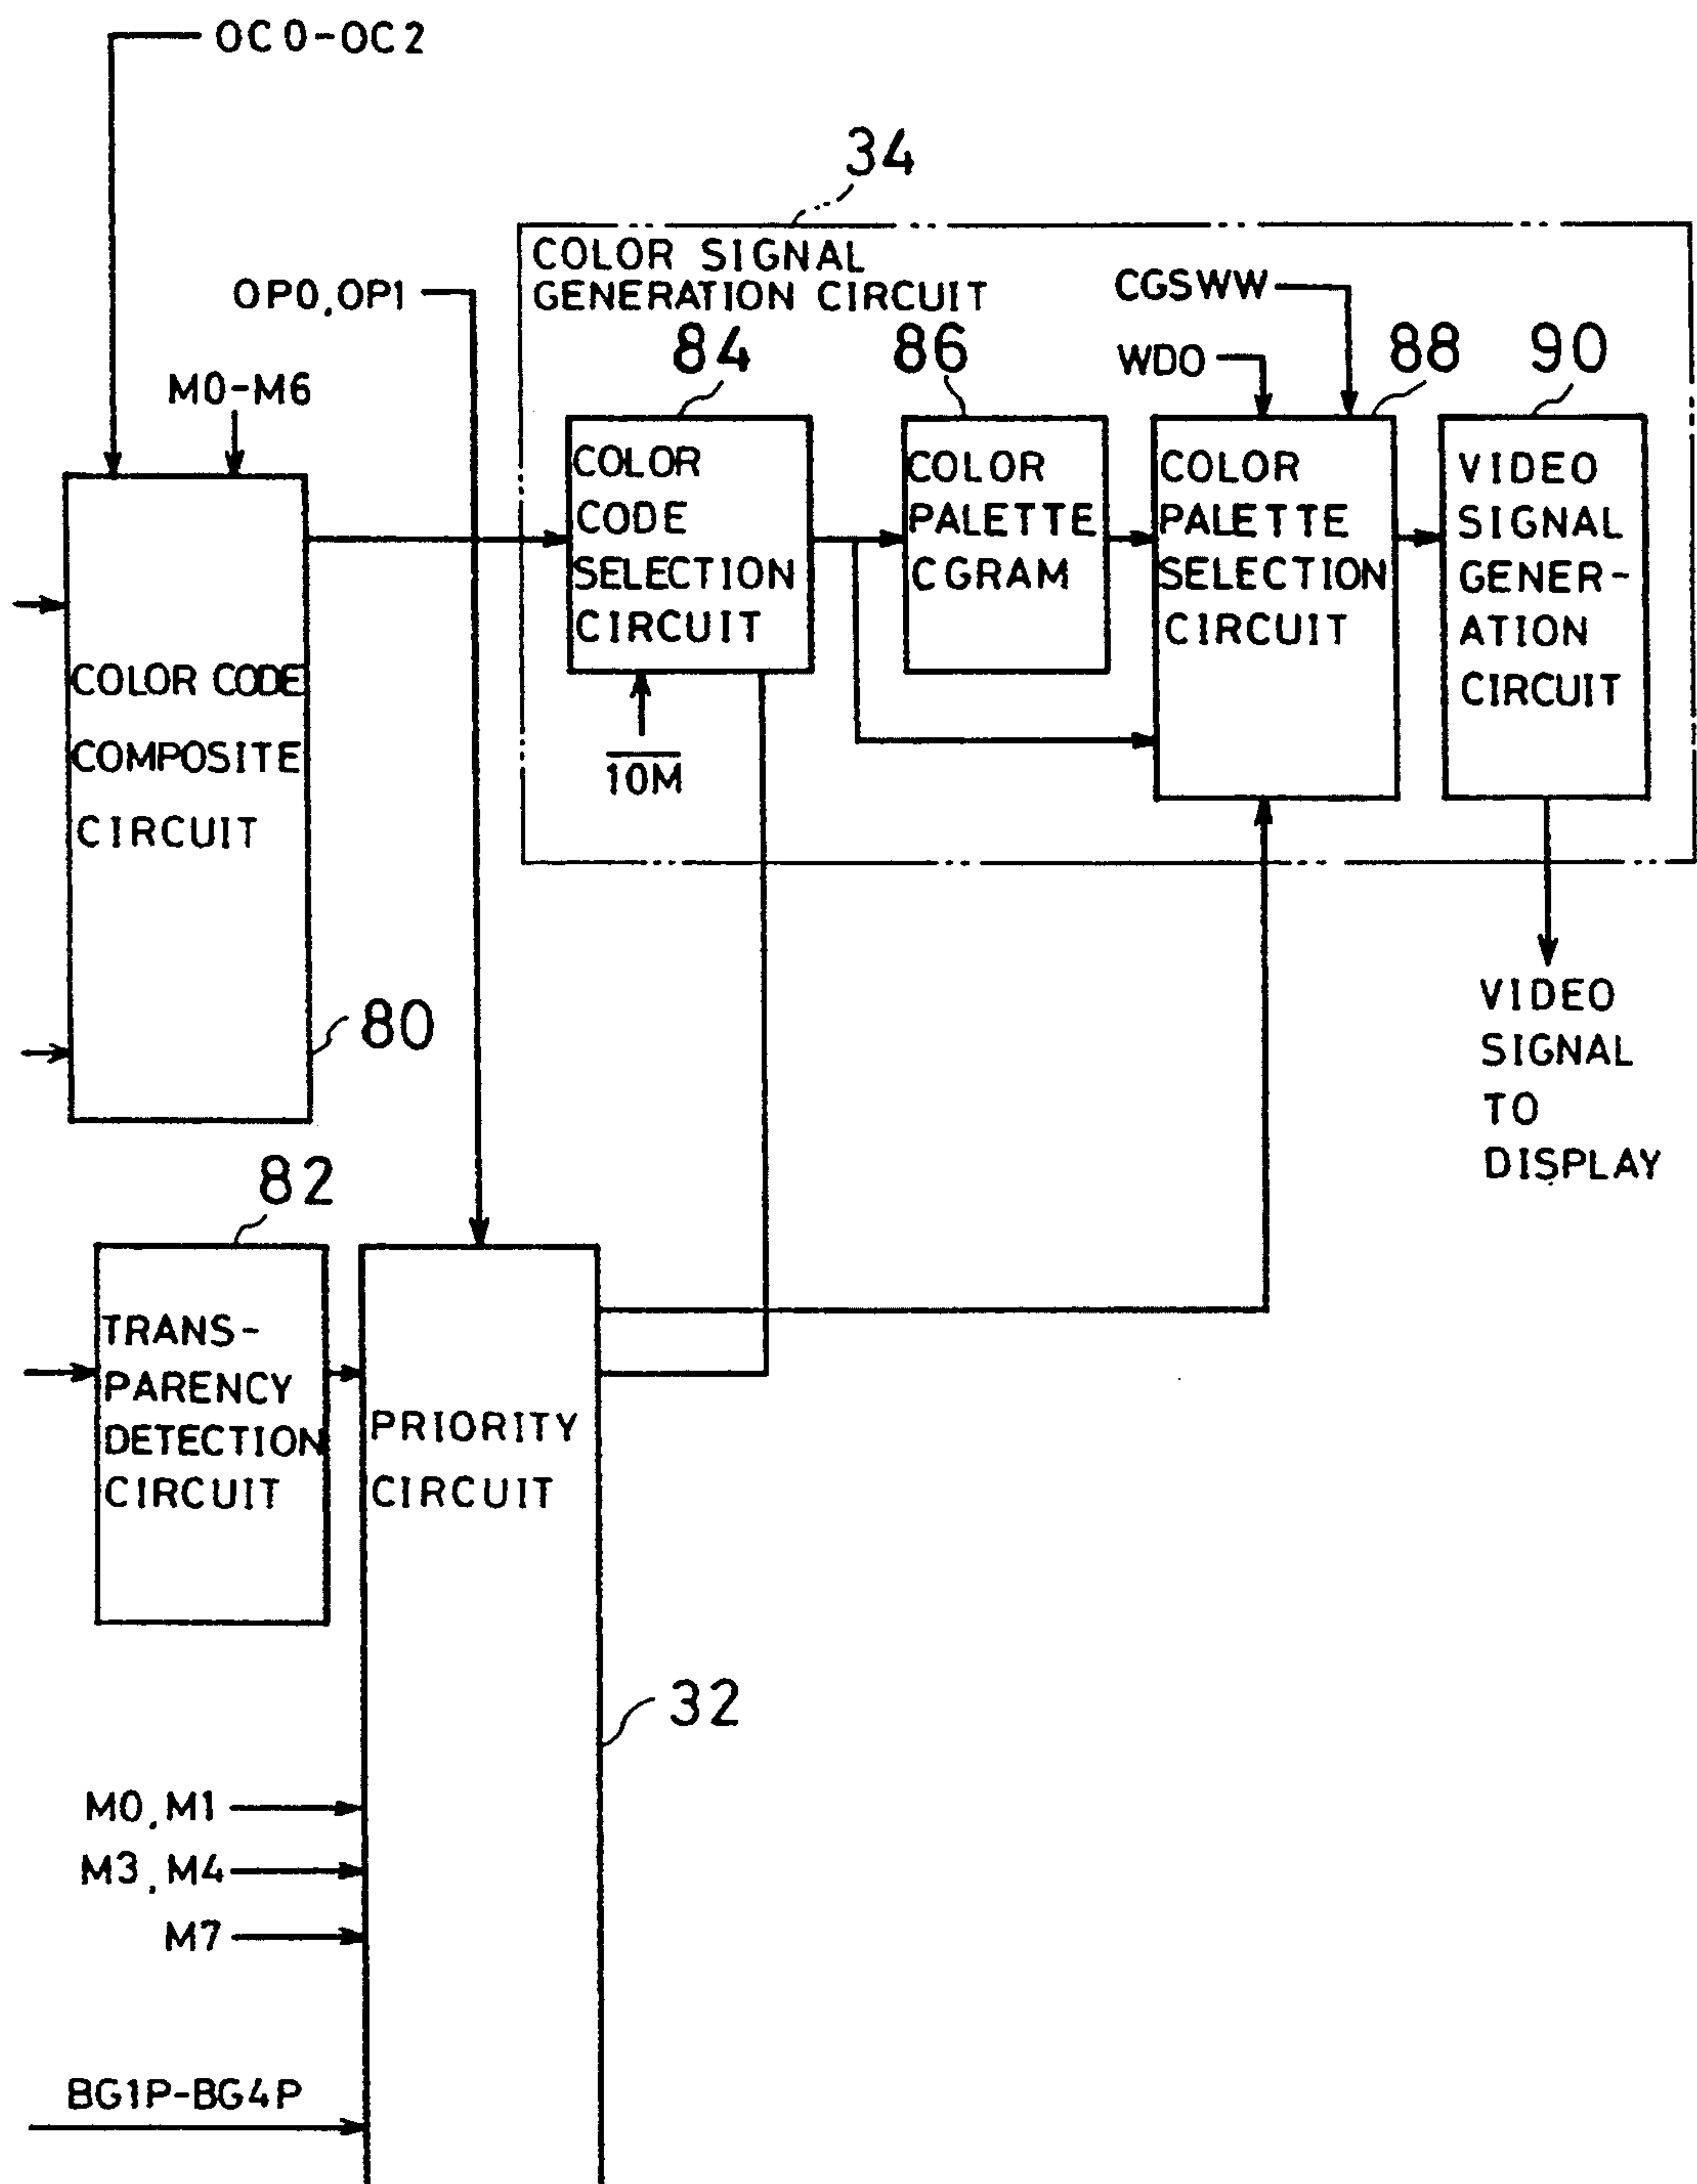 OC0-OC2
34
COLOR SIGNAL
GENERATION CIRCUIT
OP0,OP1
CGSWW
WD0
M0-M6
84
86
88
90
COLOR
CODE
SELECTION
CIRCUIT
COLOR
PALETTE
CGRAM
COLOR
PALETTE
SELECTION
CIRCUIT
VIDEO
SIGNAL
GENER-
ATION
CIRCUIT
10M
COLOR CODE
COMPOSITE
CIRCUIT
80
VIDEO
SIGNAL
TO
DISPLAY
82
TRANS-
PARENCY
DETECTION
CIRCUIT
PRIORITY
CIRCUIT
32
M0,M1
M3,M4
M7
BG1P-BG4P